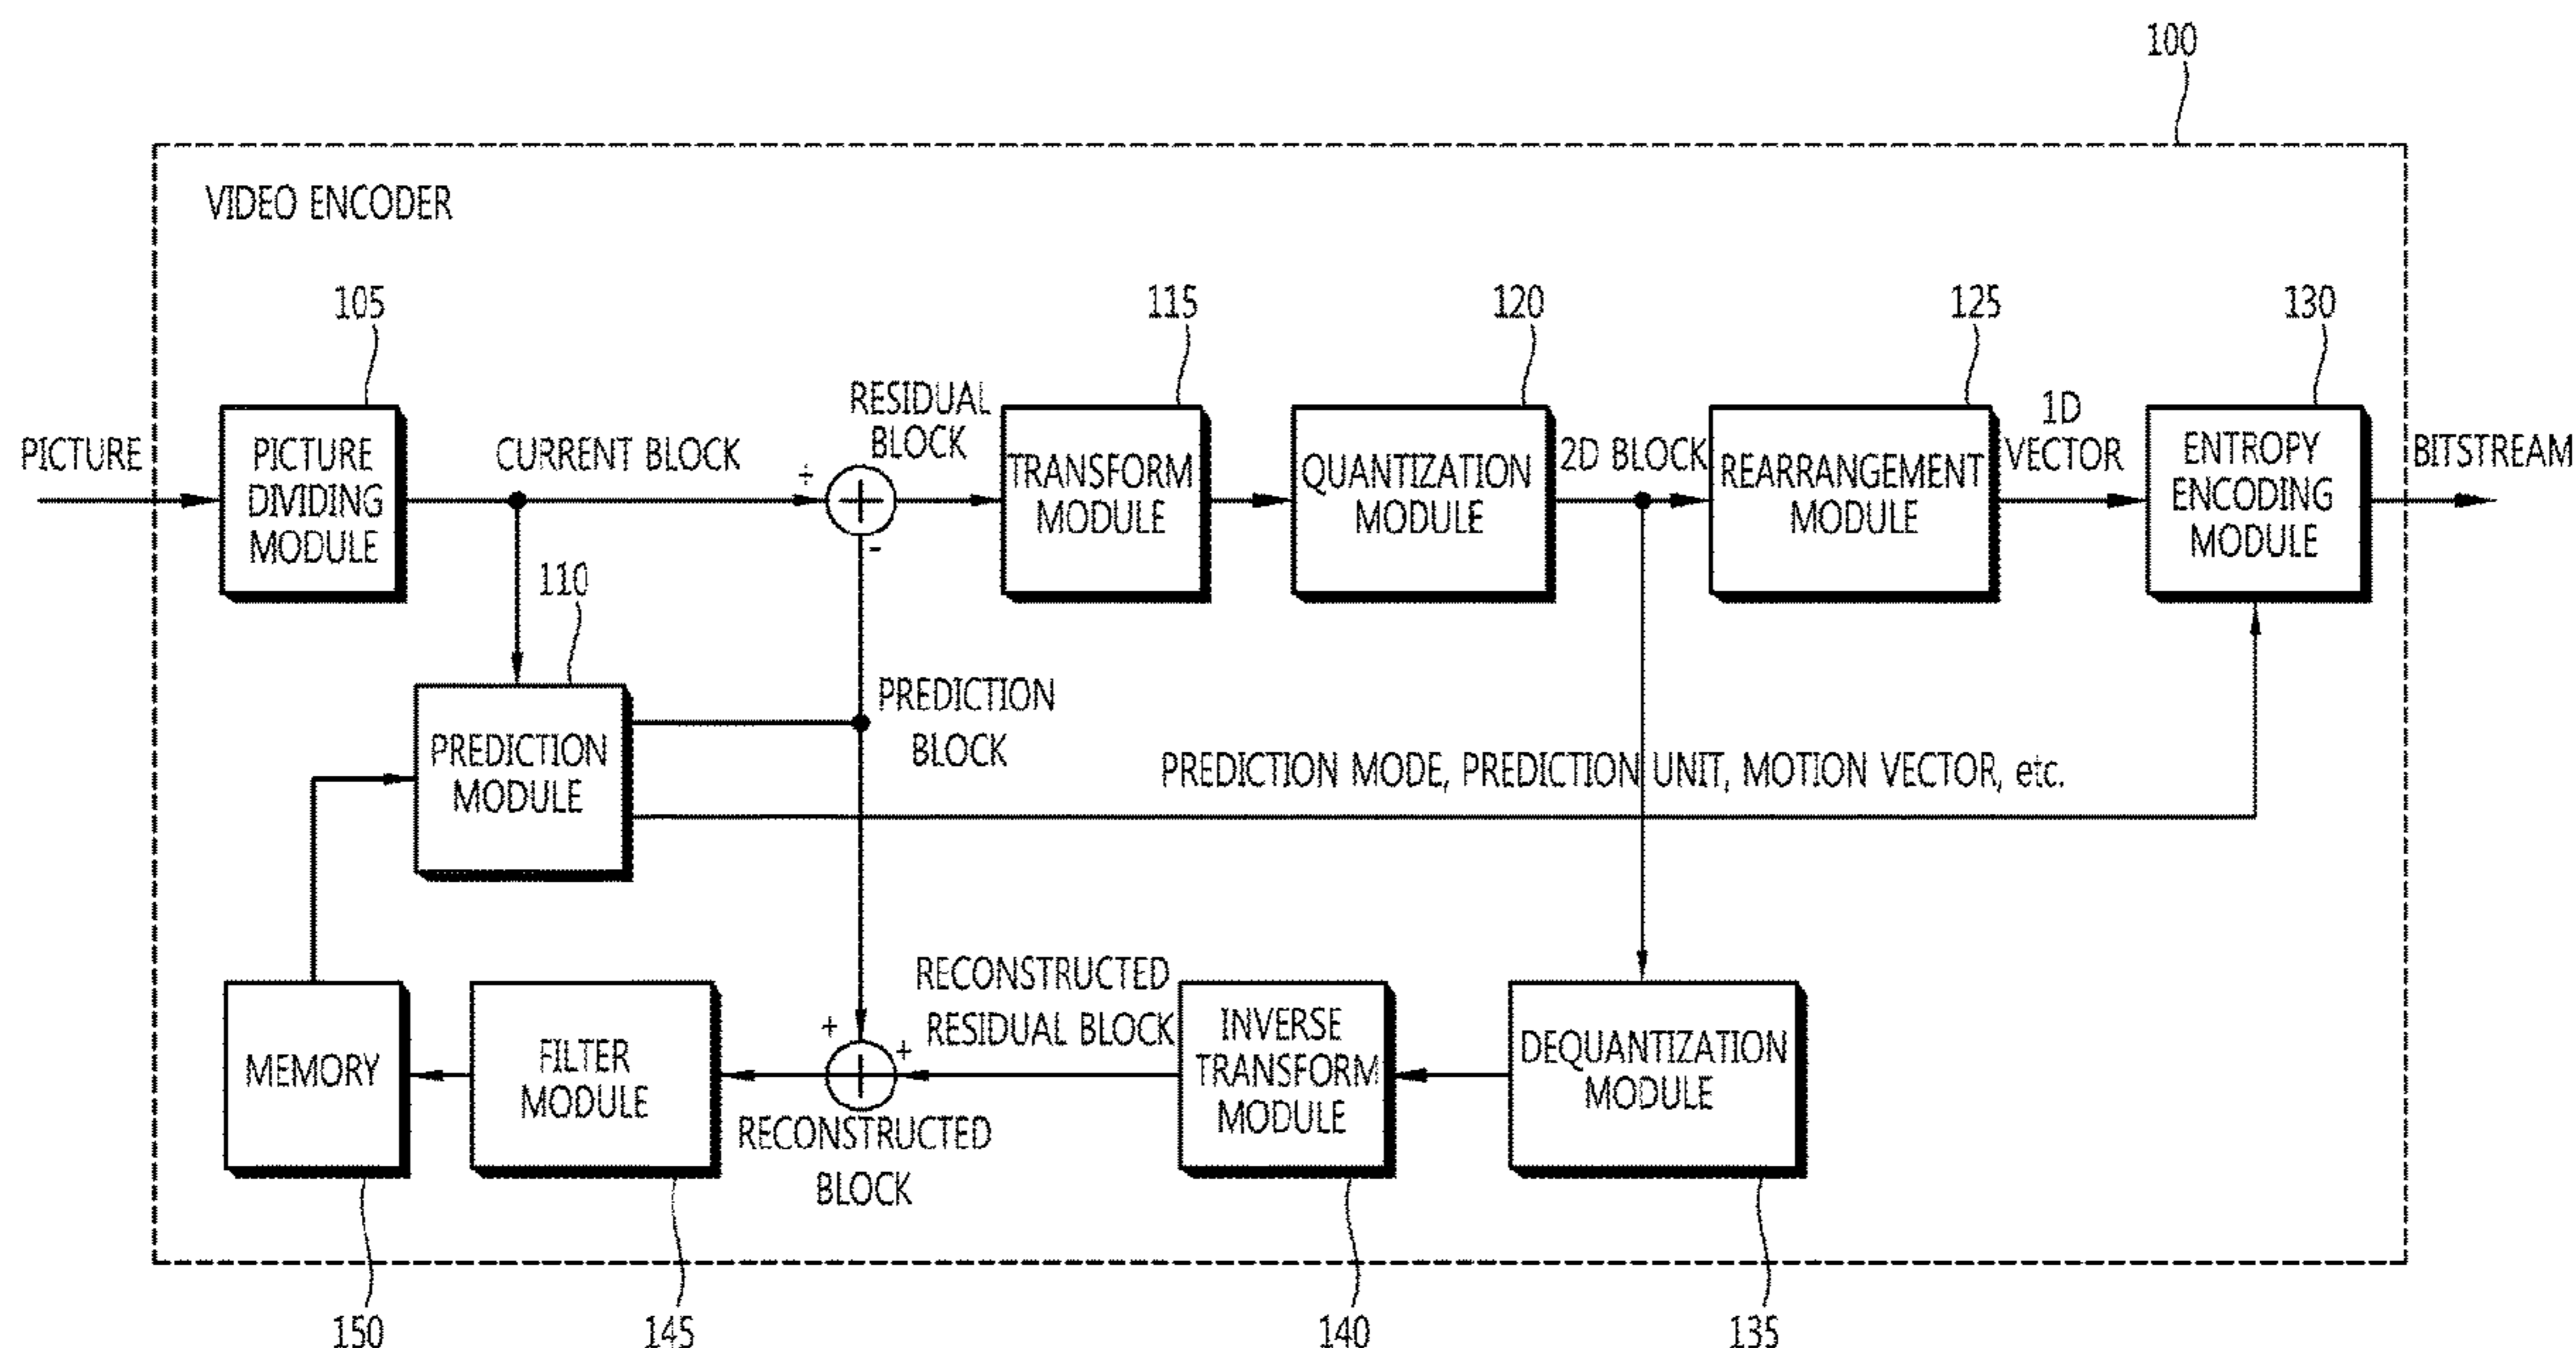 100
VIDEO ENCODER
105
115
120
125
130
PICTURE
PICTURE
DIVIDING
MODULE
CURRENT BLOCK
+
-
RESIDUAL
BLOCK
TRANSFORM
MODULE
QUANTIZATION
MODULE
2D BLOCK
REARRANGEMENT
MODULE
1D
VECTOR
ENTROPY
ENCODING
MODULE
BITSTREAM
110
PREDICTION
MODULE
PREDICTION
BLOCK
PREDICTION MODE, PREDICTION UNIT, MOTION VECTOR, etc.
MEMORY
FILTER
MODULE
+
+
RECONSTRUCTED
BLOCK
RECONSTRUCTED
RESIDUAL BLOCK
INVERSE
TRANSFORM
MODULE
DEQUANTIZATION
MODULE
150
145
140
135